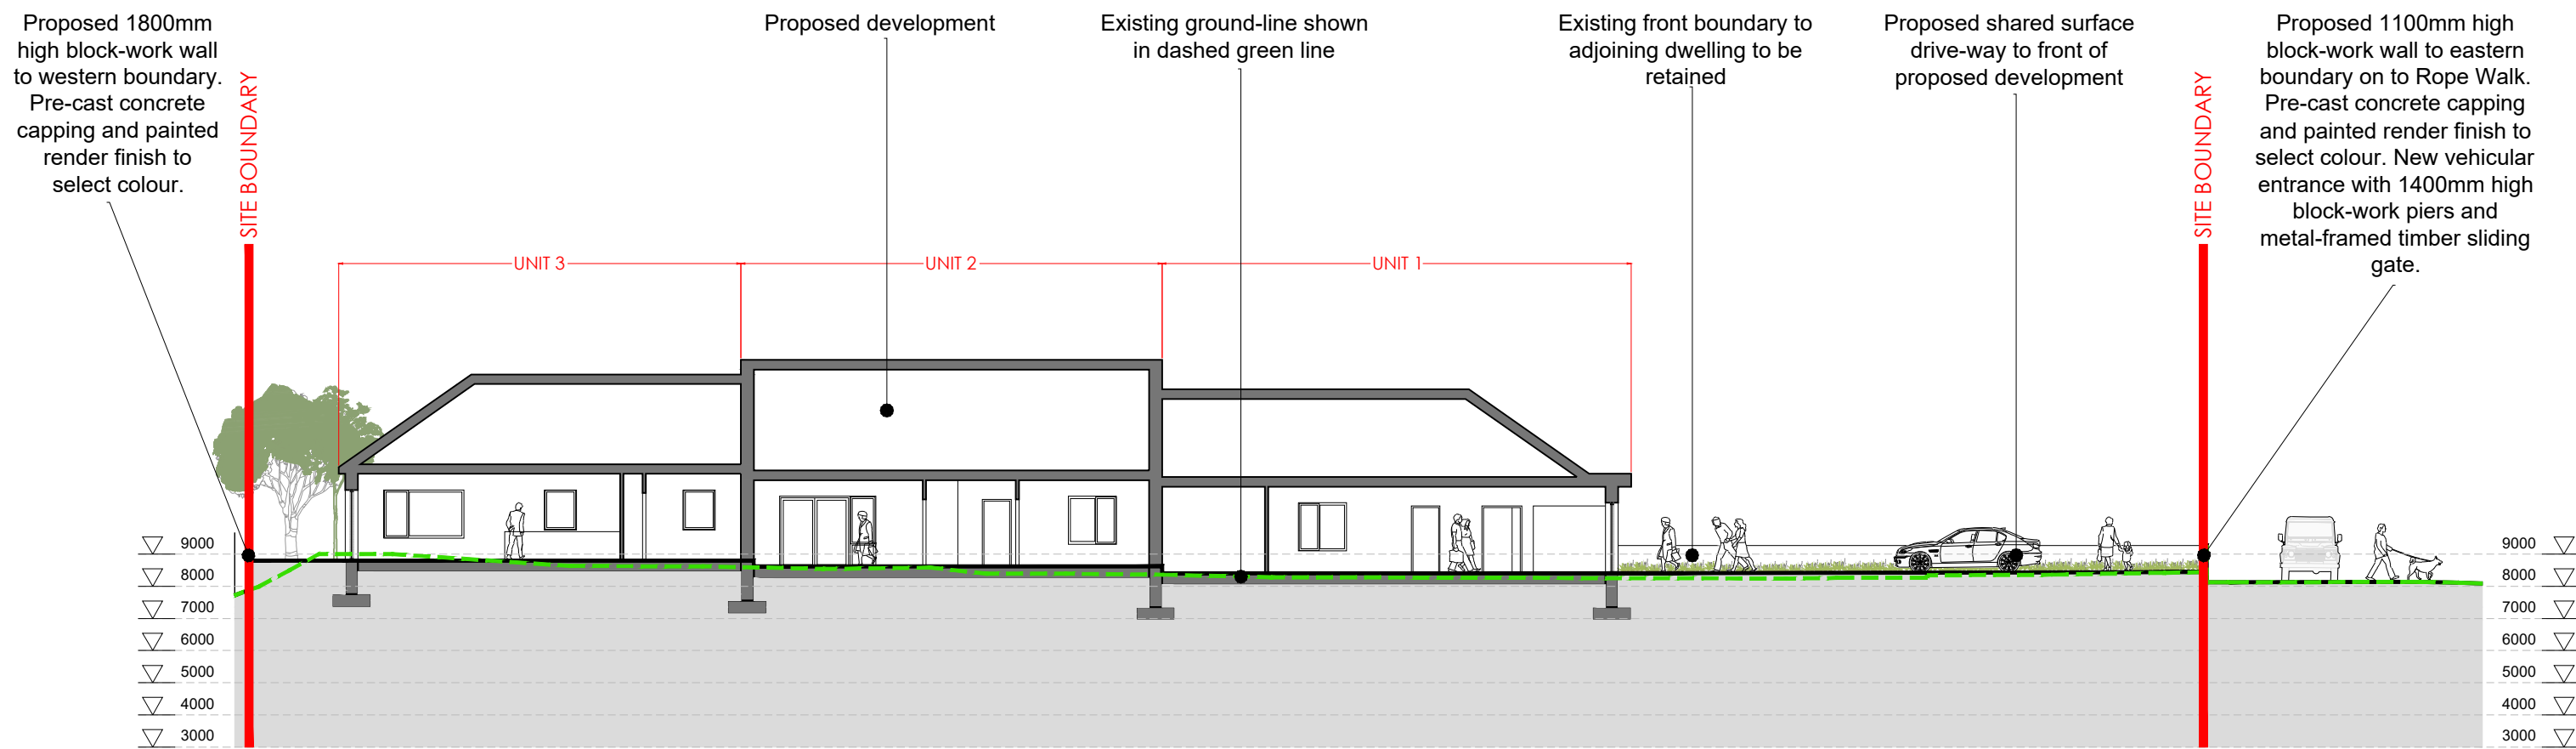 Proposed 1800mm
high block-work wall
to western boundary.
Pre-cast concrete
capping and painted
render finish to
select colour.
SITE BOUNDARY
Proposed development
Existing ground-line shown
in dashed green line
Existing front boundary to
adjoining dwelling to be
retained
Proposed shared surface
drive-way to front of
proposed development
SITE BOUNDARY
Proposed 1100mm high
block-work wall to eastern
boundary on to Rope Walk.
Pre-cast concrete capping
and painted render finish to
select colour. New vehicular
entrance with 1400mm high
block-work piers and
metal-framed timber sliding
gate.
UNIT 3
UNIT 2
UNIT 1
9000
8000
7000
6000
5000
4000
3000
9000
8000
7000
6000
5000
4000
3000